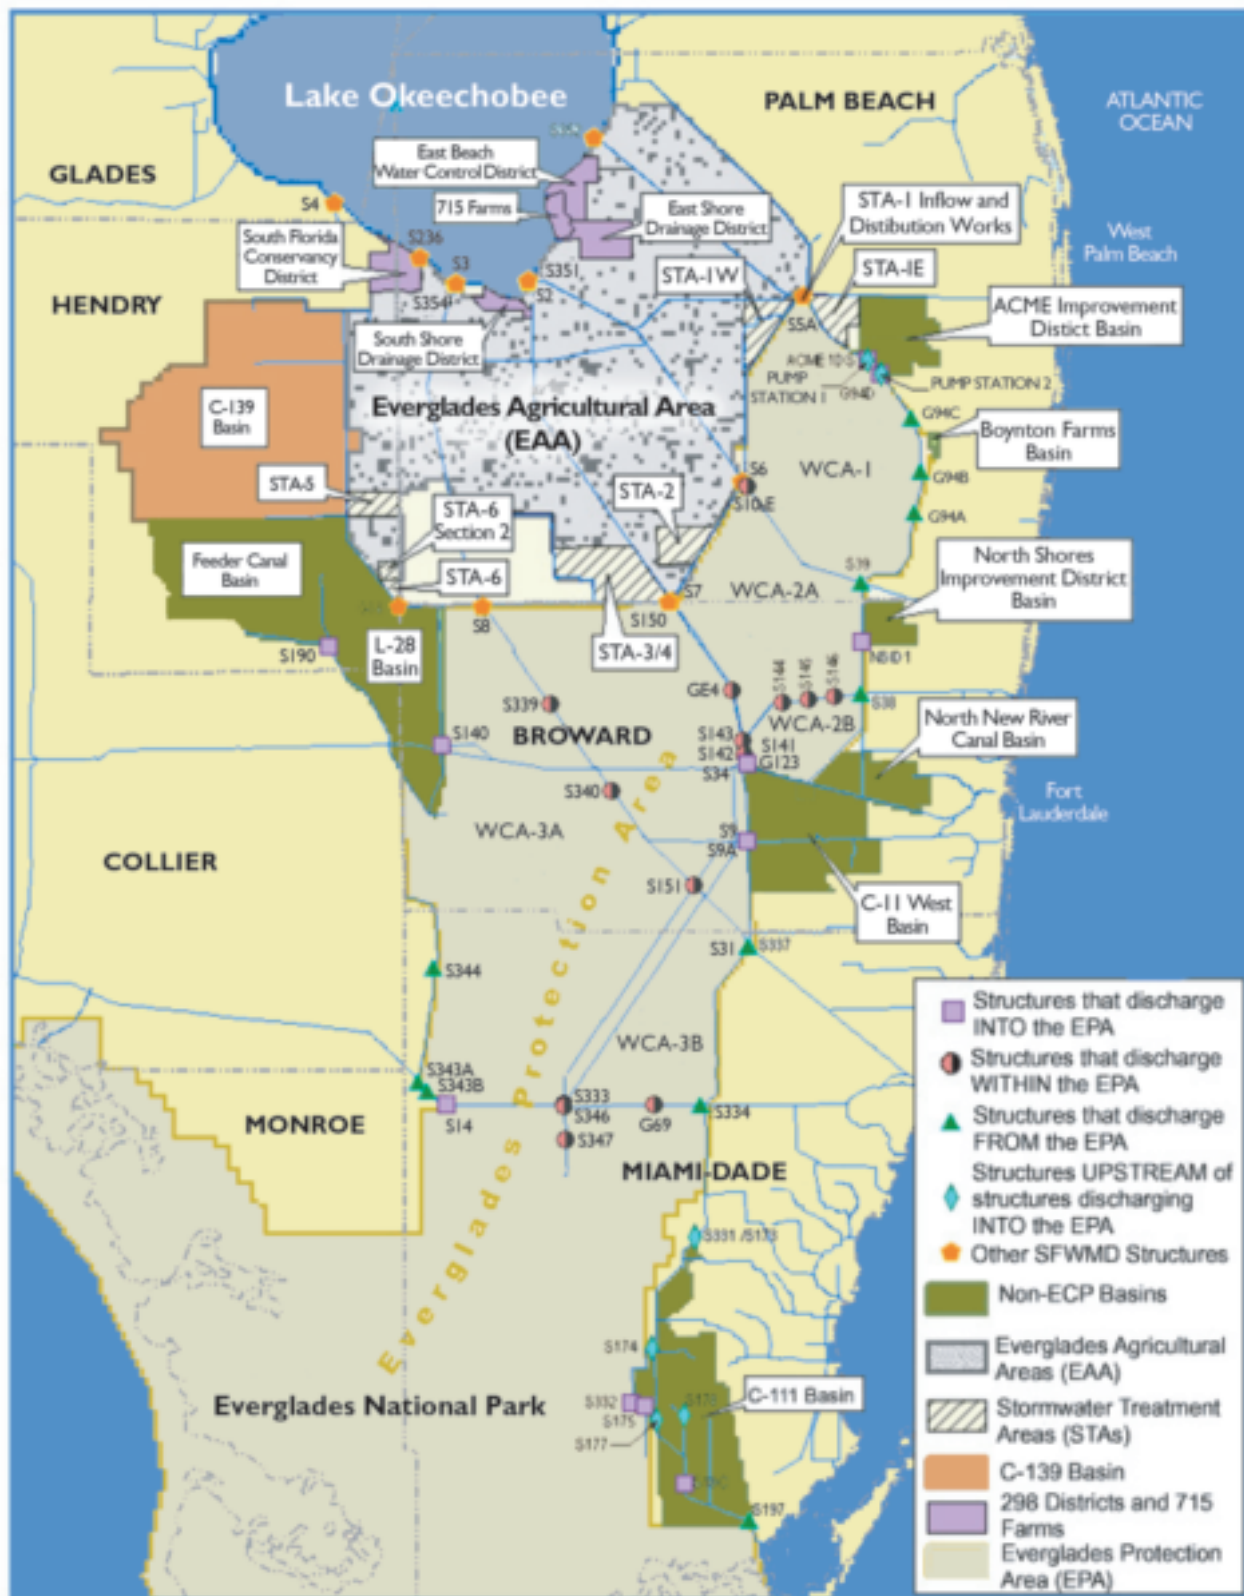 Lake Okeechobee
PALM BEACH
ATLANTIC
OCEAN
GLADES
East Beach
Water Control District
S4
715 Farms
East Shore
Drainage District
STA-1 Inflow and
Distibution Works
West
Palm Beach
South Florida
Conservancy
District
S236
S3
S351
S2
S354
STA-1W
STA-1E
HENDRY
S5A
ACME Improvement
Distict Basin
South Shore
Drainage District
ACME 1DS
PUMP
STATION 1
G94D
PUMP STATION 2
C-139
Basin
Everglades Agricultural Area
(EAA)
G94C
Boynton Farms
Basin
WCA-1
S6
G94B
STA-5
STA-2
S10-E
STA-6
Section 2
G94A
Feeder Canal
Basin
STA-6
North Shores
Improvement District
Basin
S39
WCA-2A
S7
S8
S150
L-28
Basin
STA-3/4
S190
NSID1
GE4
S144
S145
S146
S38
S339
WCA-2B
North New River
Canal Basin
BROWARD
S140
S143
S142
S141
G123
S34
S340
Fort
Lauderdale
WCA-3A
S9
S9A
COLLIER
S151
C-11 West
Basin
S31
S337
S344
Everglades Protection Area
WCA-3B
S343A
S343B
S14
S333
S346
G69
S334
S347
MONROE
MIAMI-DADE
S331 /S173
S174
C-111 Basin
Everglades National Park
S332
S175
S177
S197
Structures that discharge
INTO the EPA
Structures that discharge
WITHIN the EPA
Structures that discharge
FROM the EPA
Structures UPSTREAM of
structures discharging
INTO the EPA
Other SFWMD Structures
Non-ECP Basins
Everglades Agricultural
Areas (EAA)
Stormwater Treatment
Areas (STAs)
C-139 Basin
298 Districts and 715
Farms
Everglades Protection
Area (EPA)